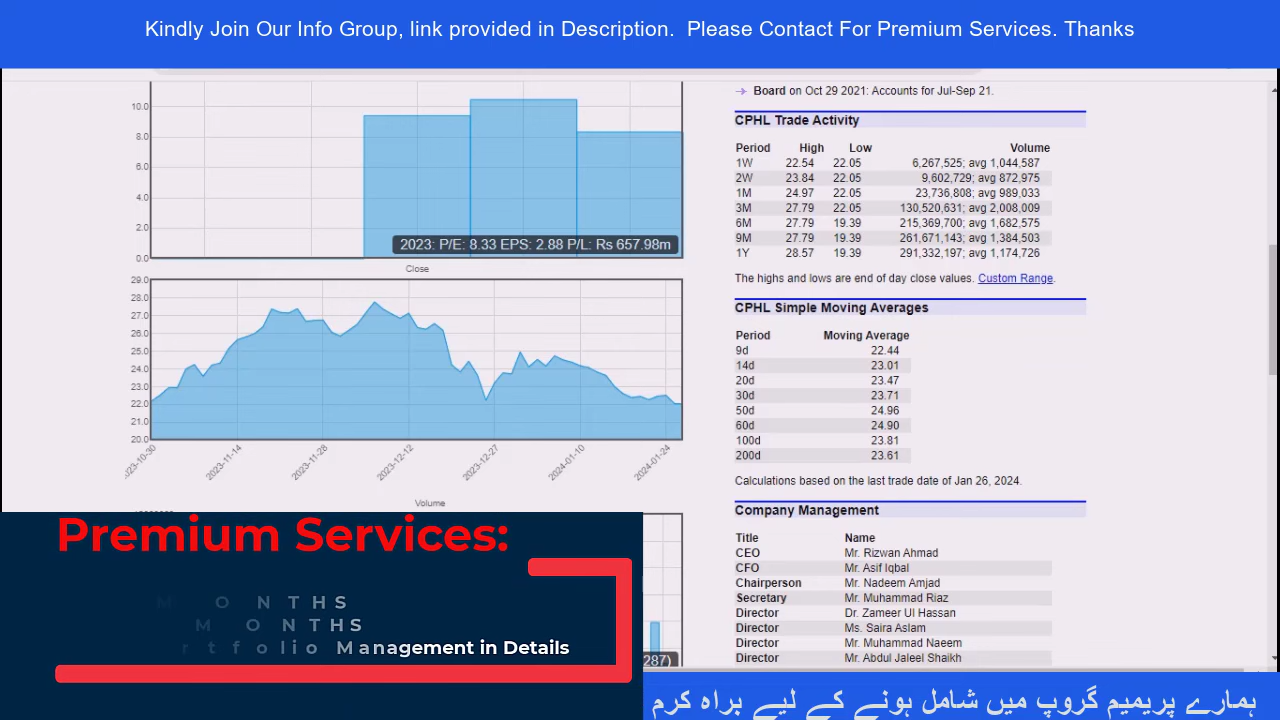 Kindly Join Our Info Group, link provided in Description.  Please Contact For Premium Services. Thanks
10.0
8.0
6.0
4.0
2.0
0.0
2023: P/E: 8.33 EPS: 2.88 P/L: Rs 657.98m
Close
29.0
28.0
27.0
26.0
25.0
24.0
23.0
22.0
21.0
20.0
023-10-30
2023-11-14
2023-11-28
2023-12-12
2023-12-27
2024-01-10
2024-01-24
Volume
287)
Board on Oct 29 2021: Accounts for Jul-Sep 21.
CPHL Trade Activity
Period High Low Volume
1W 22.54 22.05 6,267,525; avg 1,044,587
2W 23.84 22.05 9,602,729; avg 872,975
1M 24.97 22.05 23,736,808; avg 989,033
3M 27.79 22.05 130,520,631; avg 2,008,009
6M 27.79 19.39 215,369,700; avg 1,682,575
9M 27.79 19.39 261,671,143; avg 1,384,503
1Y 28.57 19.39 291,332,197; avg 1,174,726
The highs and lows are end of day close values. Custom Range.
CPHL Simple Moving Averages
Period Moving Average
9d 22.44
14d 23.01
20d 23.47
30d 23.71
50d 24.96
60d 24.90
100d 23.81
200d 23.61
Calculations based on the last trade date of Jan 26, 2024.
Company Management
Title Name
CEO Mr. Rizwan Ahmad
CFO Mr. Asif Iqbal
Chairperson Mr. Nadeem Amjad
Secretary Mr. Muhammad Riaz
Director Dr. Zameer Ul Hassan
Director Ms. Saira Aslam
Director Mr. Muhammad Naeem
Director Mr. Abdul Jaleel Shaikh
Premium Services:
MONTHS
MONTHS
rtfolio Management in Details
ہمارے پریمیم گروپ میں شامل ہونے کے لیے براہ کرم